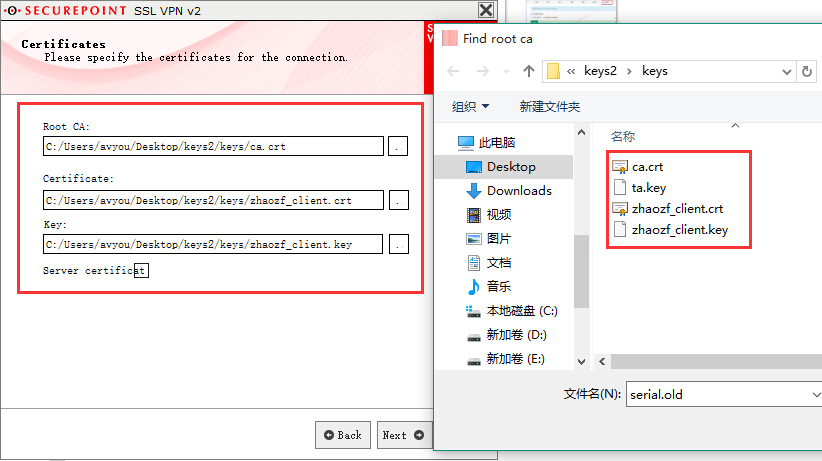 SECUREPOINT SSL VPN v2
Certificates
Please specify the certificates for the connection.
S
V
Root CA:
C:/Users/avyou/Desktop/keys2/keys/ca.crt
..
Certificate:
C:/Users/avyou/Desktop/keys2/keys/zhaozf_client.crt
..
Key:
C:/Users/avyou/Desktop/keys2/keys/zhaozf_client.key
..
Server certificat
Back
Next
Find root ca
« keys2 › keys
组织
新建文件夹
此电脑
Desktop
Downloads
视频
图片
文档
音乐
本地磁盘 (C:)
新加卷 (D:)
新加卷 (E:)
名称
ca.crt
ta.key
zhaozf_client.crt
zhaozf_client.key
文件名(N):
serial.old